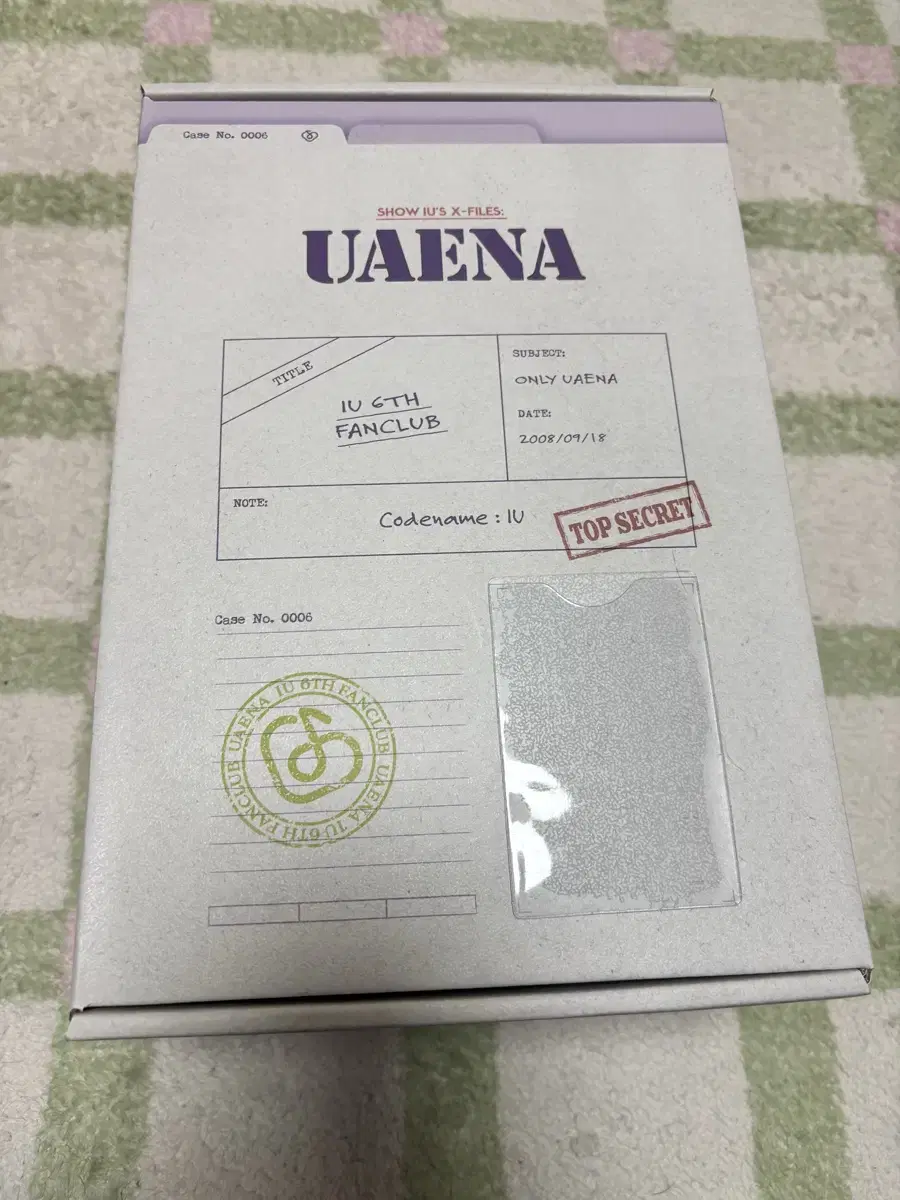 Case No. 0006
SHOW IU'S X-FILES:
UAENA
TITLE
IU 6TH
FANCLUB
SUBJECT:
ONLY UAENA
DATE:
2008/09/18
NOTE:
Codename : IU
TOP SECRET
Case No. 0006
UAENA IU 6TH FANCLUB UAENA IU 6TH FANCLUB